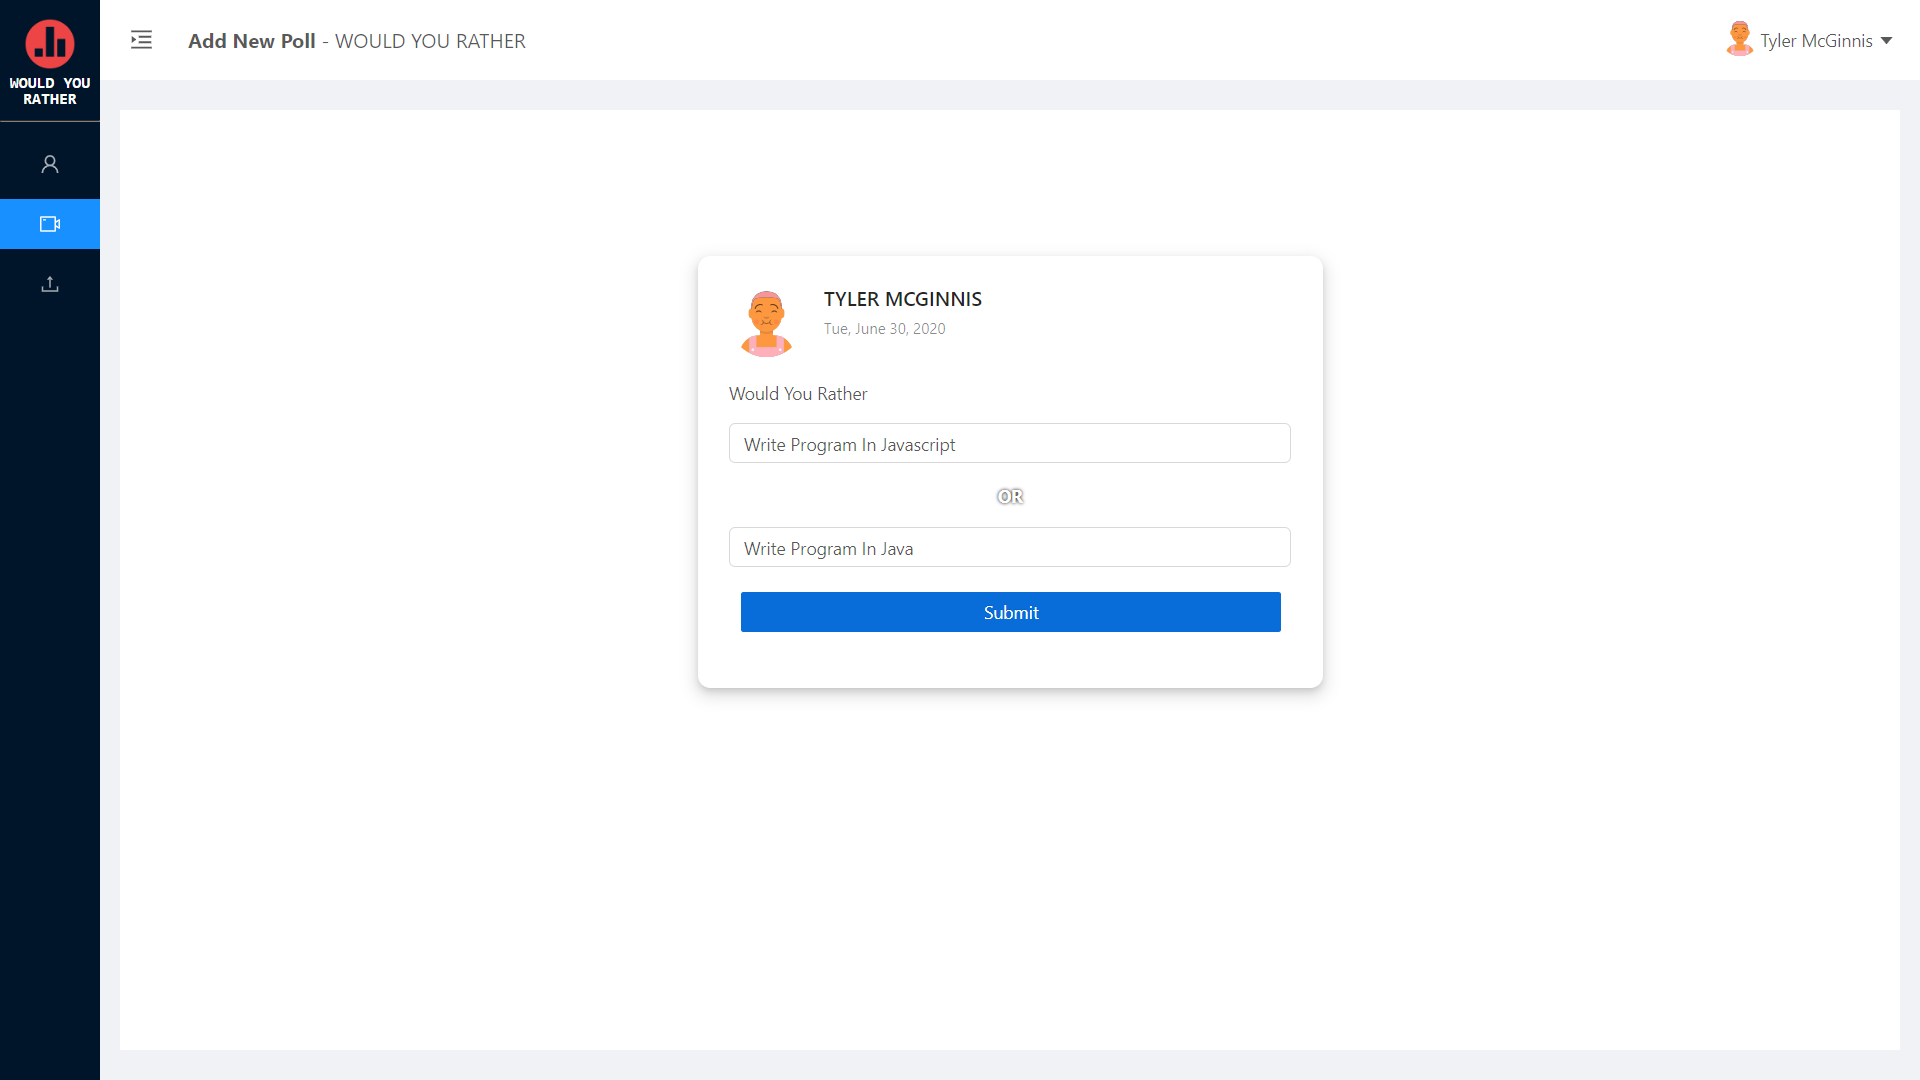 WOULD YOU
RATHER
Add New Poll - WOULD YOU RATHER
Tyler McGinnis
TYLER MCGINNIS
Tue, June 30, 2020
Would You Rather
Write Program In Javascript
OR
Write Program In Java
Submit